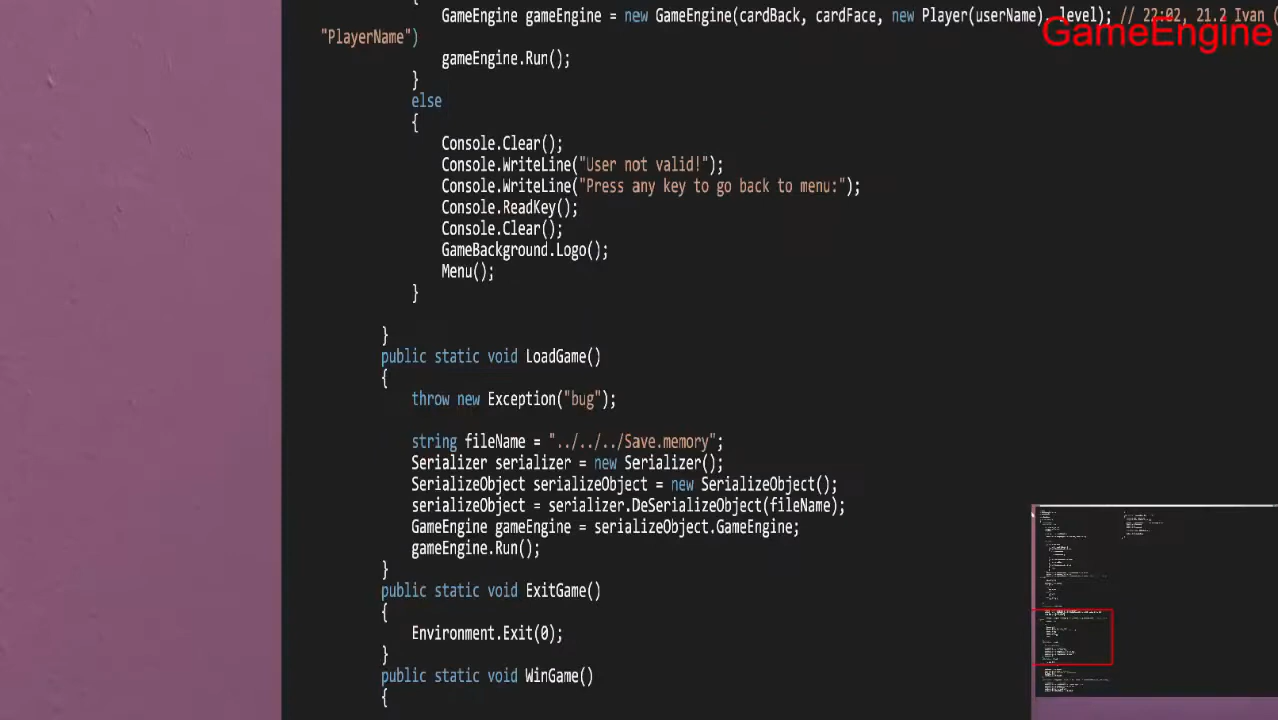 {
GameEngine gameEngine = new GameEngine(cardBack, cardFace, new Player(userName), level); // 22:02, 21.2 Ivan (
"PlayerName")
GameEngine
gameEngine.Run();
}
else
{
Console.Clear();
Console.WriteLine("User not valid!");
Console.WriteLine("Press any key to go back to menu:");
Console.ReadKey();
Console.Clear();
GameBackground.Logo();
Menu();
}
}
public static void LoadGame()
{
throw new Exception("bug");
string fileName = "../../../Save.memory";
Serializer serializer = new Serializer();
SerializeObject serializeObject = new SerializeObject();
serializeObject = serializer.DeSerializeObject(fileName);
GameEngine gameEngine = serializeObject.GameEngine;
gameEngine.Run();
}
public static void ExitGame()
{
Environment.Exit(0);
}
public static void WinGame()
{